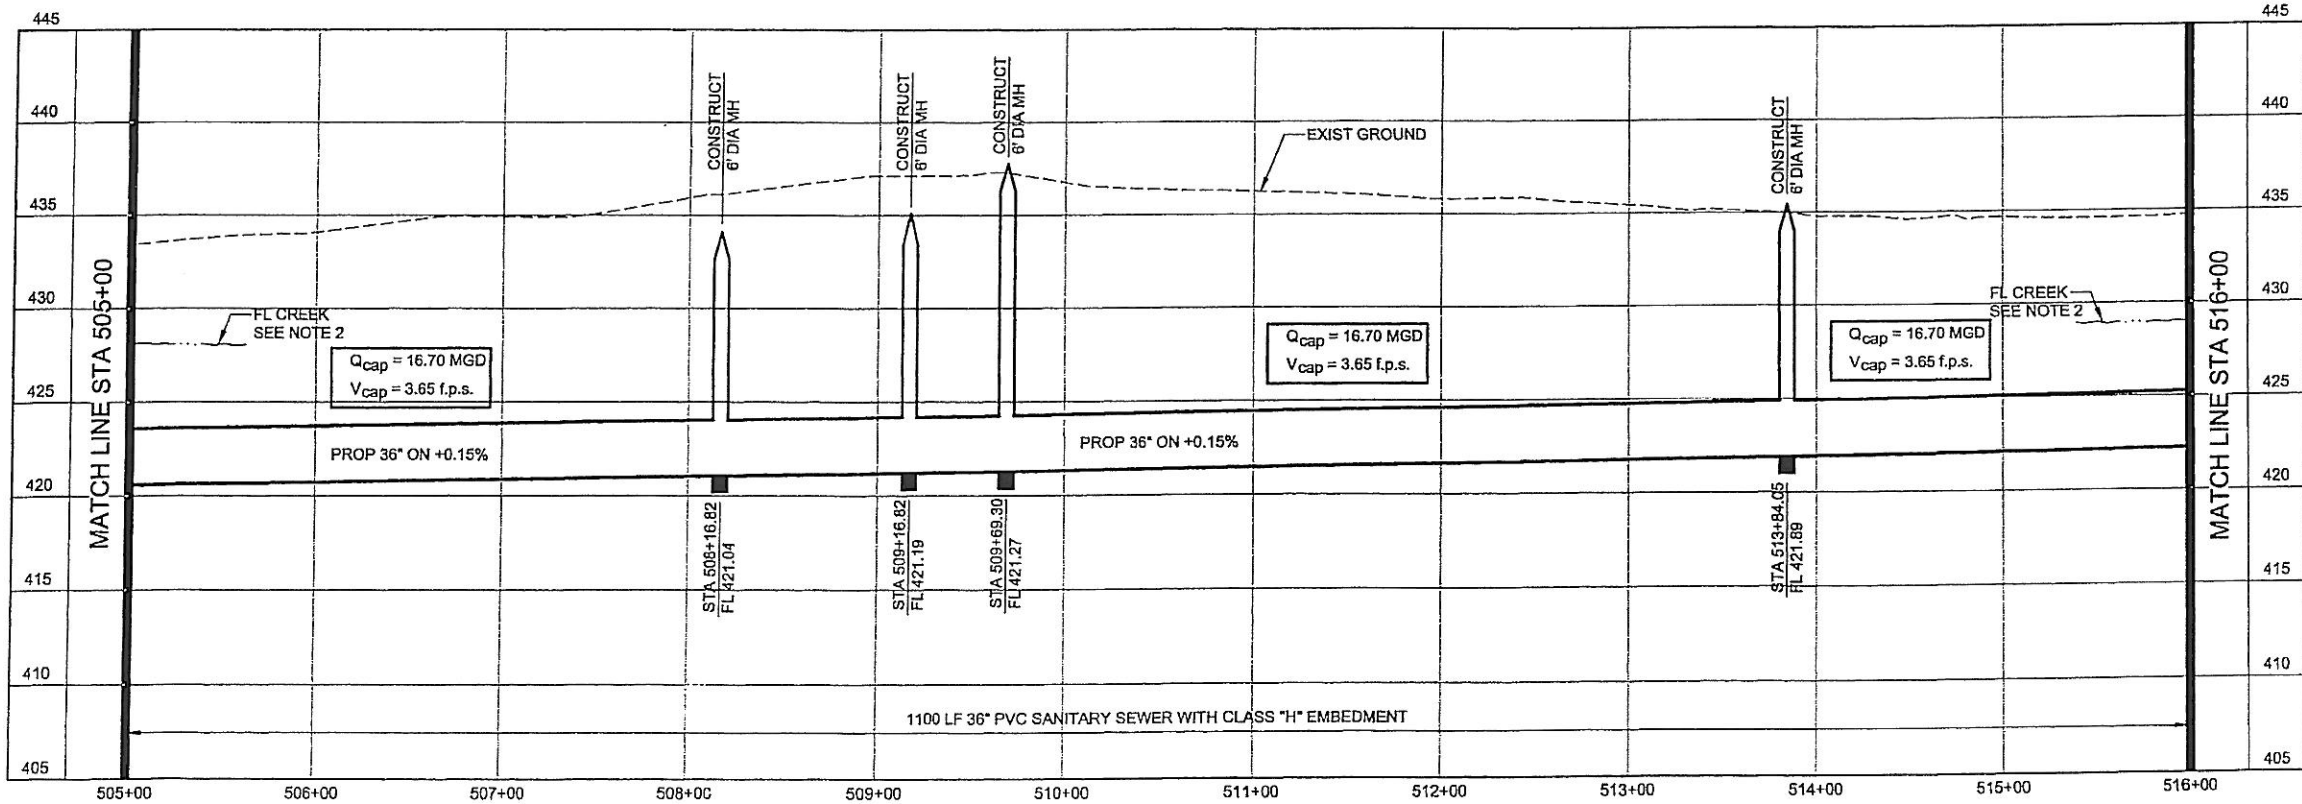 445
445
440
440
435
435
430
430
425
425
420
420
415
415
410
410
405
405
MATCH LINE STA 505+00
MATCH LINE STA 516+00
CONSTRUCT
6' DIA MH
CONSTRUCT
6' DIA MH
CONSTRUCT
6' DIA MH
CONSTRUCT
6' DIA MH
EXIST GROUND
FL CREEK
SEE NOTE 2
FL CREEK
SEE NOTE 2
Qcap = 16.70 MGD
Vcap = 3.65 f.p.s.
Qcap = 16.70 MGD
Vcap = 3.65 f.p.s.
Qcap = 16.70 MGD
Vcap = 3.65 f.p.s.
PROP 36" ON +0.15%
PROP 36" ON +0.15%
STA 508+16.82
FL 421.04
STA 509+16.82
FL 421.19
STA 509+69.30
FL 421.27
STA 513+84.05
FL 421.89
1100 LF 36" PVC SANITARY SEWER WITH CLASS "H" EMBEDMENT
505+00
506+00
507+00
508+00
509+00
510+00
511+00
512+00
513+00
514+00
515+00
516+00